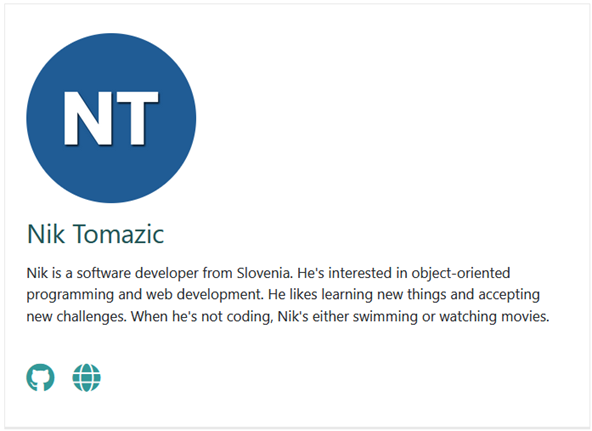 NT
Nik Tomazic
Nik is a software developer from Slovenia. He's interested in object-oriented
programming and web development. He likes learning new things and accepting
new challenges. When he's not coding, Nik's either swimming or watching movies.